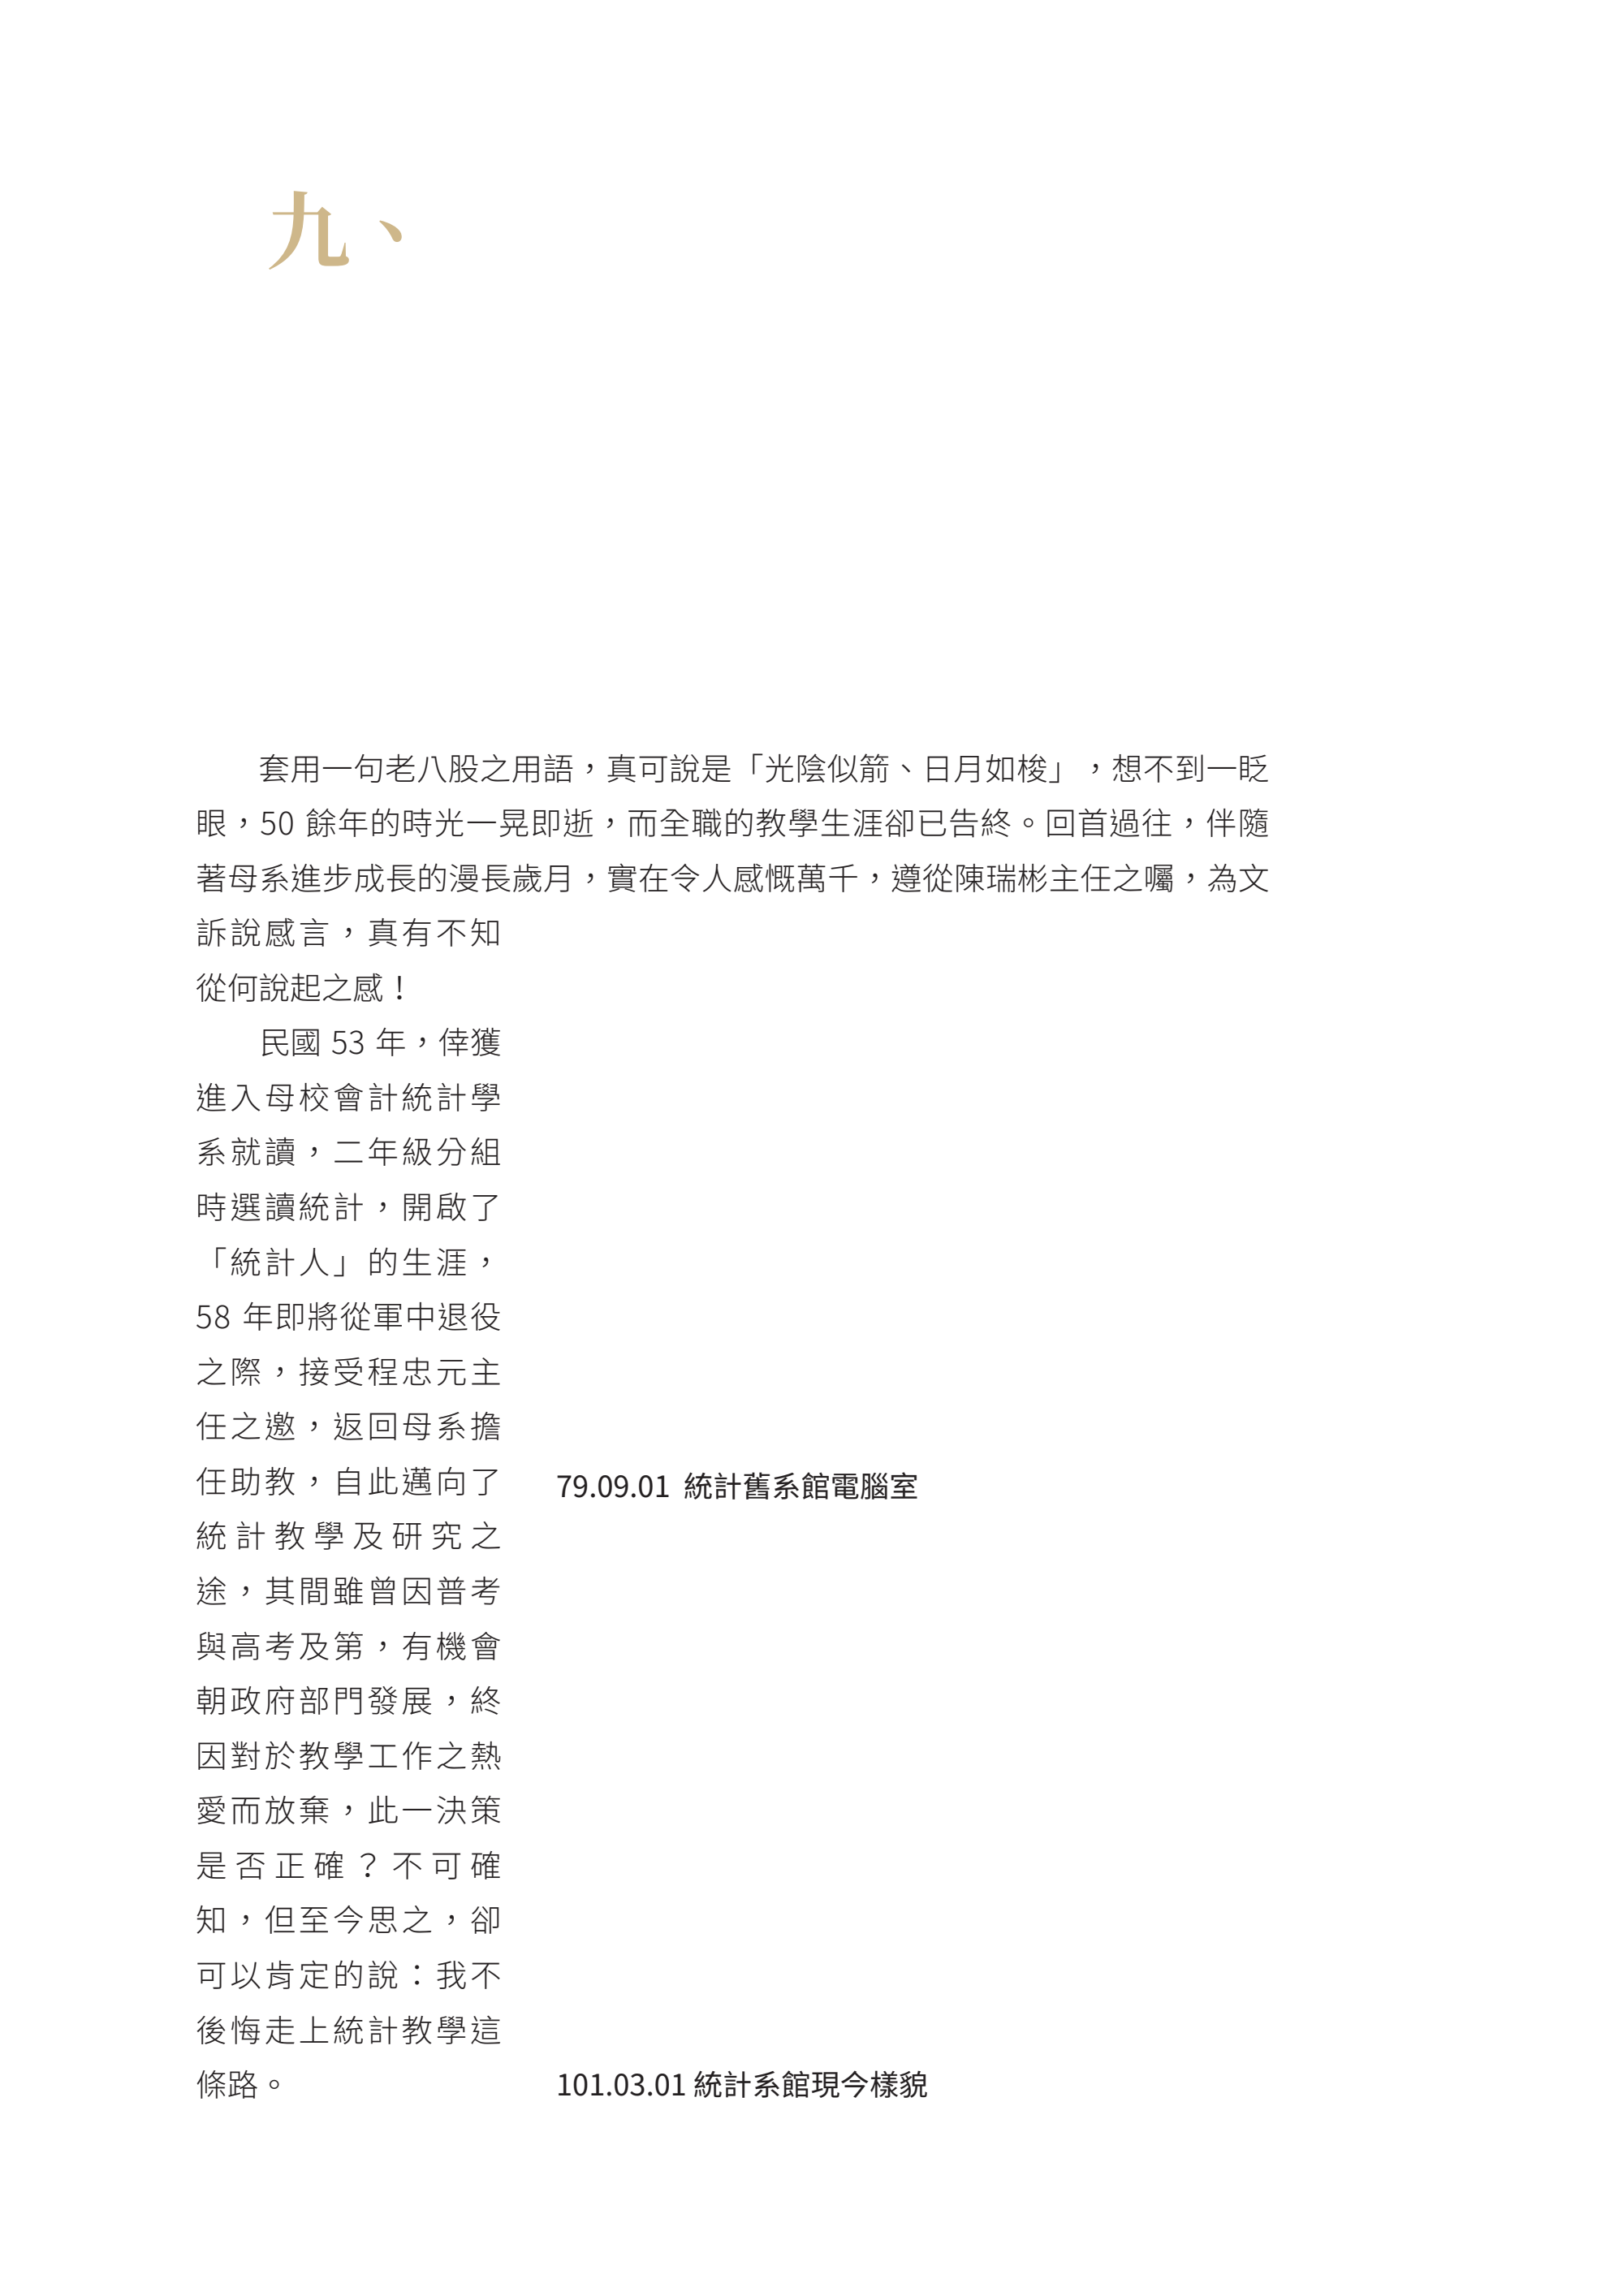 九、
套用一句老八股之用語，真可說是「光陰似箭、日月如梭」，想不到一眨
眼，50 餘年的時光一晃即逝，而全職的教學生涯卻已告終。回首過往，伴隨
著母系進步成長的漫長歲月，實在令人感慨萬千，遵從陳瑞彬主任之囑，為文
訴說感言，真有不知
從何說起之感！
民國 53 年，倖獲
進入母校會計統計學
系就讀，二年級分組
時選讀統計，開啟了
「統計人」的生涯，
58 年即將從軍中退役
之際，接受程忠元主
任之邀，返回母系擔
任助教，自此邁向了
統計教學及研究之
途，其間雖曾因普考
與高考及第，有機會
朝政府部門發展，終
因對於教學工作之熱
愛而放棄，此一決策
是否正確？不可確
知，但至今思之，卻
可以肯定的說：我不
後悔走上統計教學這
條路。
79.09.01 統計舊系館電腦室
101.03.01 統計系館現今樣貌